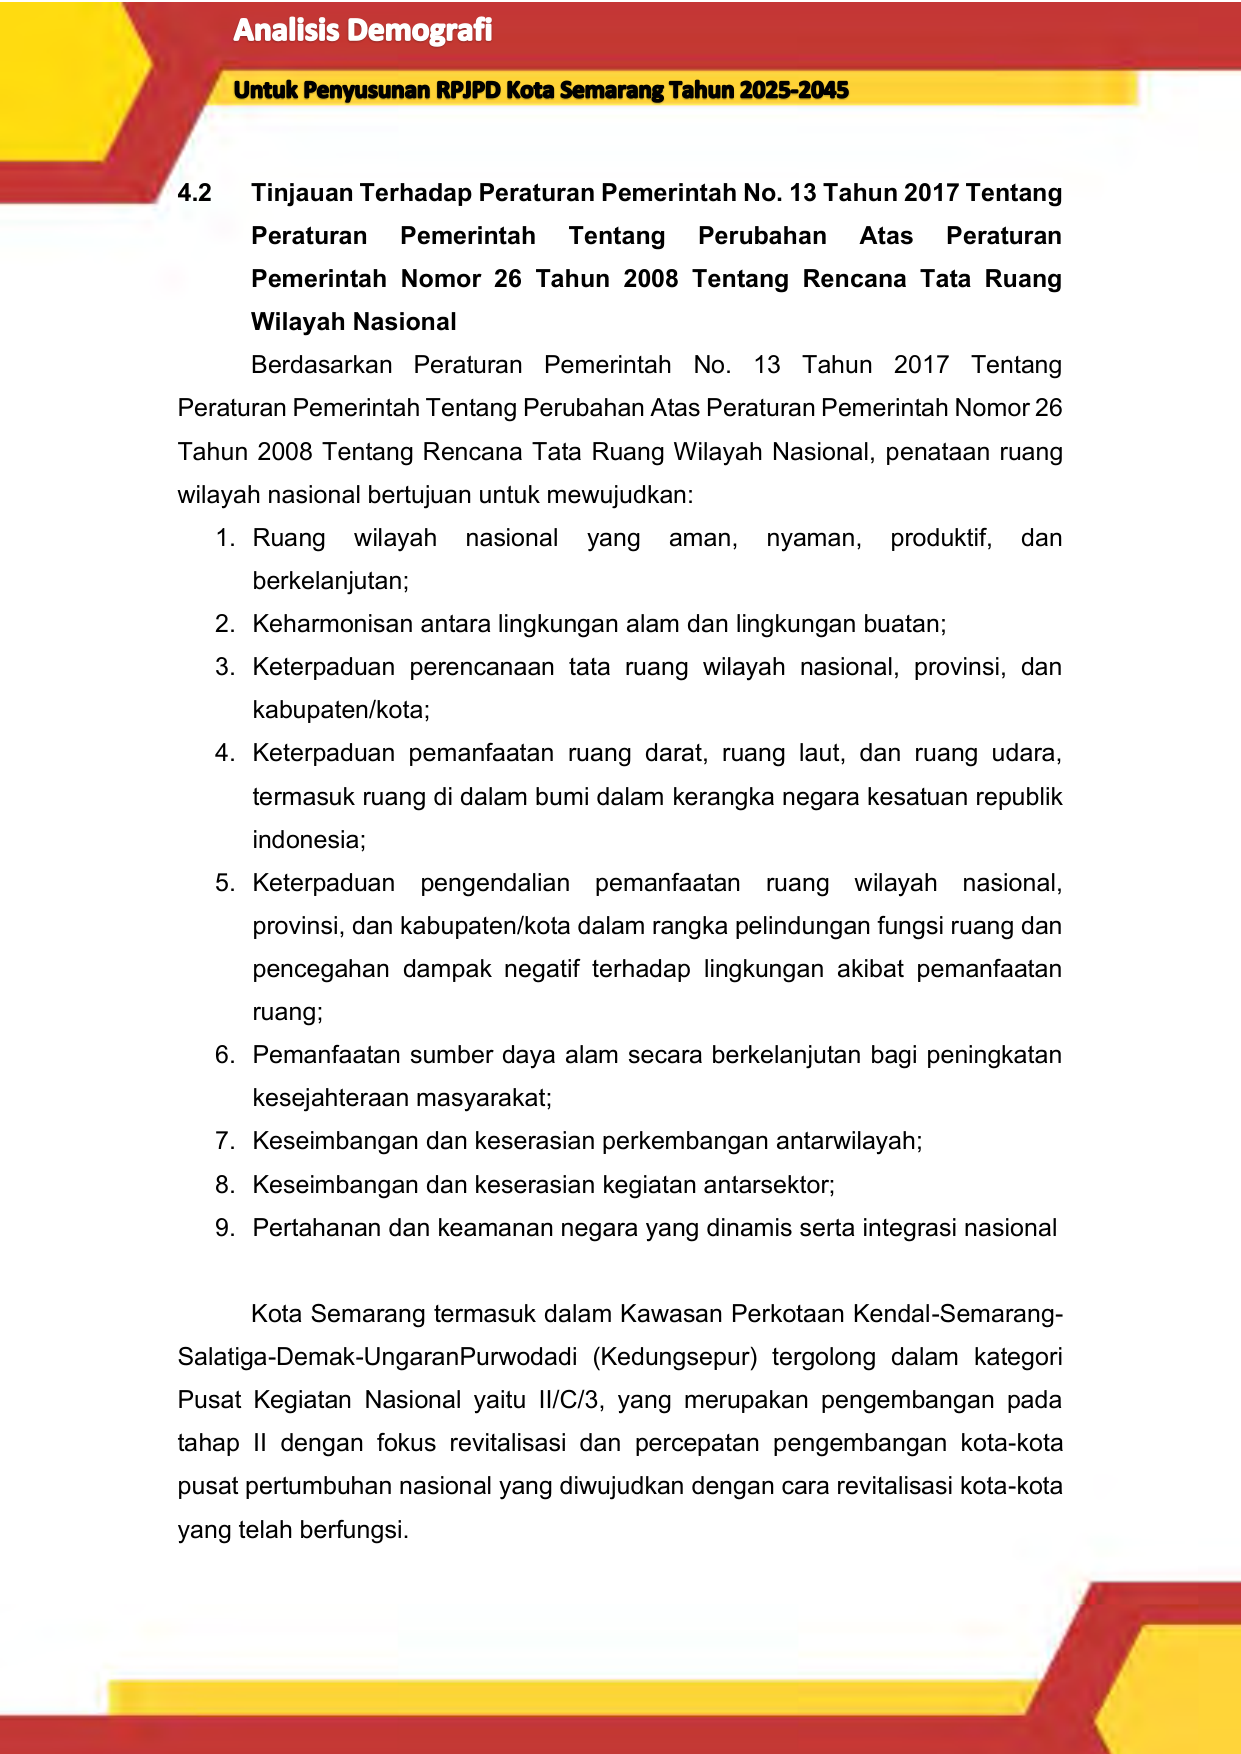 Analisis Demografi
Untuk Penyusunan RPJPD Kota Semarang Tahun 2025-2045
4.2 Tinjauan Terhadap Peraturan Pemerintah No. 13 Tahun 2017 Tentang
Peraturan Pemerintah Tentang Perubahan Atas Peraturan
Pemerintah Nomor 26 Tahun 2008 Tentang Rencana Tata Ruang
Wilayah Nasional
Berdasarkan Peraturan Pemerintah No. 13 Tahun 2017 Tentang
Peraturan Pemerintah Tentang Perubahan Atas Peraturan Pemerintah Nomor 26
Tahun 2008 Tentang Rencana Tata Ruang Wilayah Nasional, penataan ruang
wilayah nasional bertujuan untuk mewujudkan:
1. Ruang wilayah nasional yang aman, nyaman, produktif, dan
berkelanjutan;
2. Keharmonisan antara lingkungan alam dan lingkungan buatan;
3. Keterpaduan perencanaan tata ruang wilayah nasional, provinsi, dan
kabupaten/kota;
4. Keterpaduan pemanfaatan ruang darat, ruang laut, dan ruang udara,
termasuk ruang di dalam bumi dalam kerangka negara kesatuan republik
indonesia;
5. Keterpaduan pengendalian pemanfaatan ruang wilayah nasional,
provinsi, dan kabupaten/kota dalam rangka pelindungan fungsi ruang dan
pencegahan dampak negatif terhadap lingkungan akibat pemanfaatan
ruang;
6. Pemanfaatan sumber daya alam secara berkelanjutan bagi peningkatan
kesejahteraan masyarakat;
7. Keseimbangan dan keserasian perkembangan antarwilayah;
8. Keseimbangan dan keserasian kegiatan antarsektor;
9. Pertahanan dan keamanan negara yang dinamis serta integrasi nasional
Kota Semarang termasuk dalam Kawasan Perkotaan Kendal-Semarang-
Salatiga-Demak-UngaranPurwodadi (Kedungsepur) tergolong dalam kategori
Pusat Kegiatan Nasional yaitu II/C/3, yang merupakan pengembangan pada
tahap II dengan fokus revitalisasi dan percepatan pengembangan kota-kota
pusat pertumbuhan nasional yang diwujudkan dengan cara revitalisasi kota-kota
yang telah berfungsi.